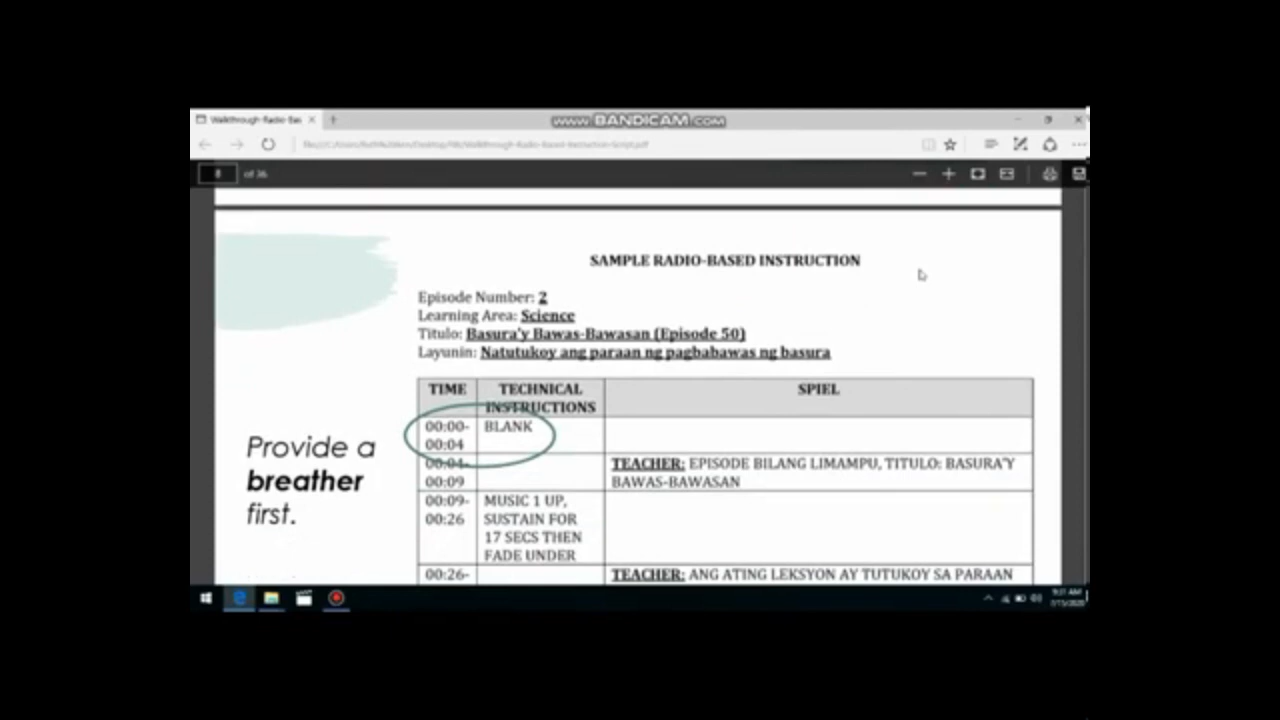 Walkthrough-Radio-Bas
www.BANDICAM.com
8 of 36
SAMPLE RADIO-BASED INSTRUCTION
Episode Number: 2
Learning Area: Science
Titulo: Basura'y Bawas-Bawasan (Episode 50)
Layunin: Natutukoy ang paraan ng pagbabawas ng basura
TIME
TECHNICAL
INSTRUCTIONS
SPIEL
00:00-
00:04
BLANK
00:04-
00:09
TEACHER: EPISODE BILANG LIMAMPU, TITULO: BASURA'Y
BAWAS-BAWASAN
00:09-
00:26
MUSIC 1 UP,
SUSTAIN FOR
17 SECS THEN
FADE UNDER
00:26-
TEACHER: ANG ATING LEKSYON AY TUTUKOY SA PARAAN
Provide a
breather
first.
9:31 AM